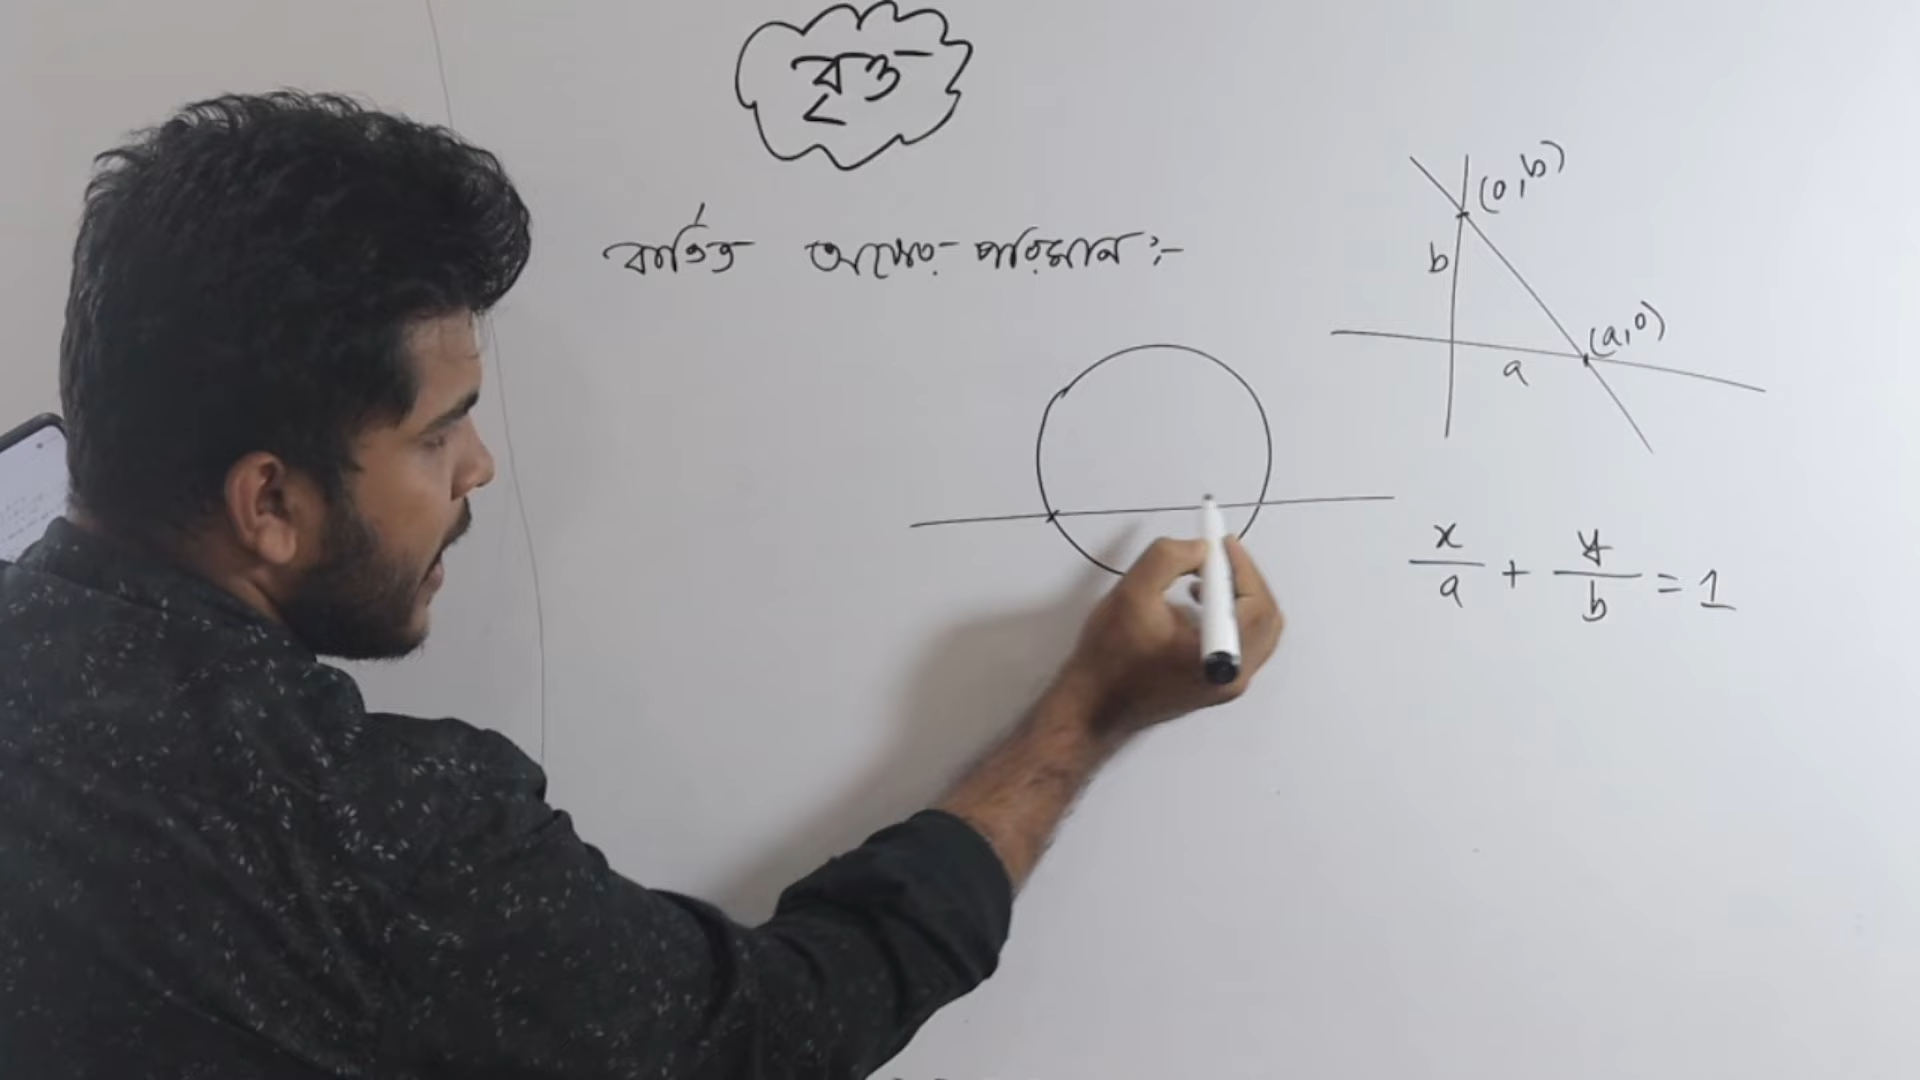 বৃত্ত
কর্তিত অংশের পরিমান :-
(0,b)
b
(a,0)
a
x/a + y/b = 1